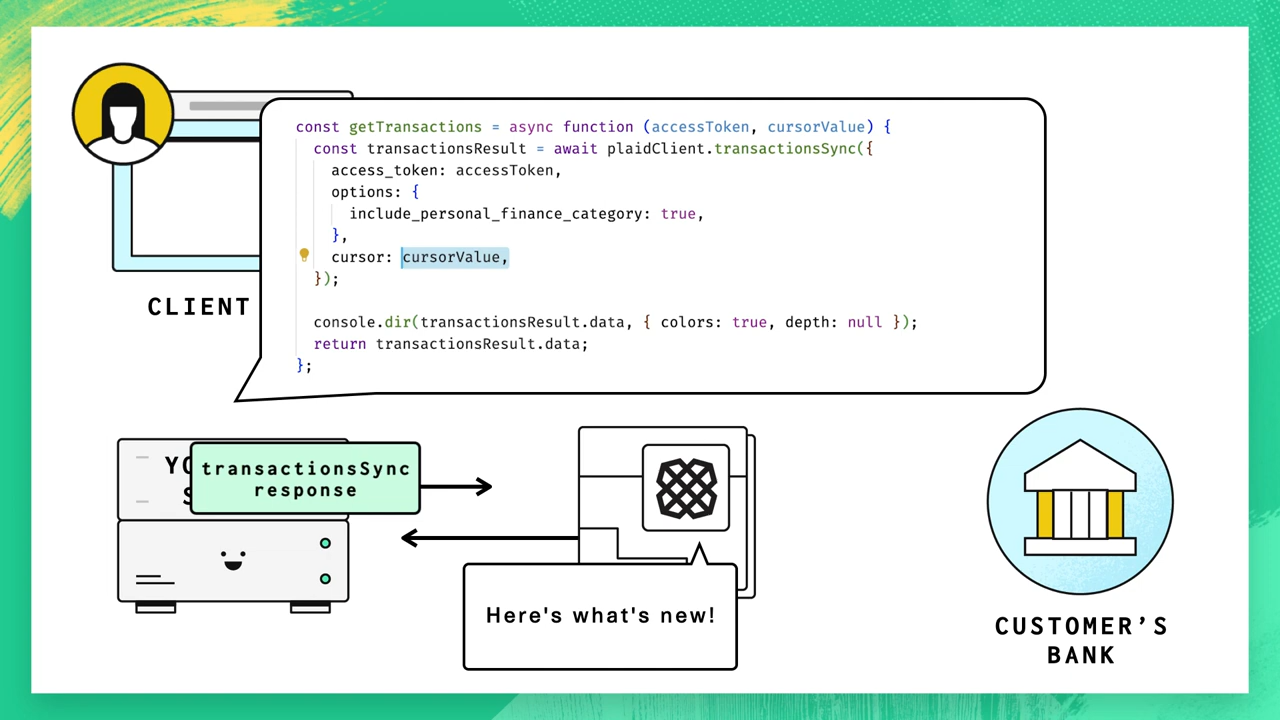 const getTransactions = async function (accessToken, cursorValue) {
const transactionsResult = await plaidClient.transactionsSync({
access_token: accessToken,
options: {
include_personal_finance_category: true,
},
cursor: cursorValue,
});
console.dir(transactionsResult.data, { colors: true, depth: null });
return transactionsResult.data;
};
CLIENT
transactionsSync
response
Here's what's new!
CUSTOMER’S
BANK